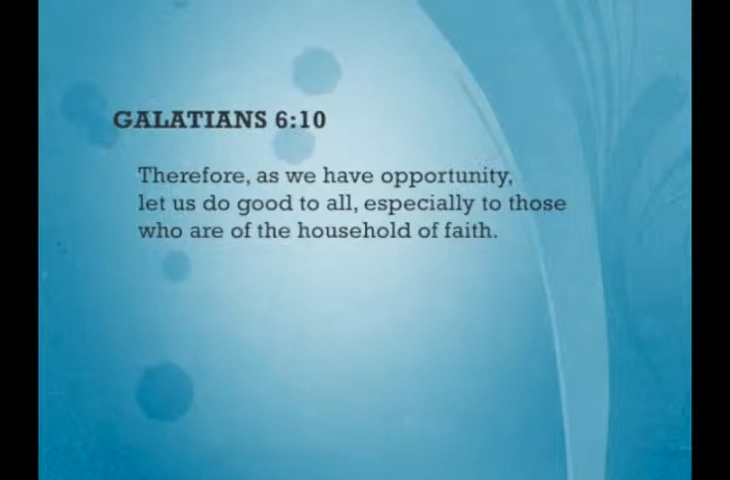 GALATIANS 6:10
Therefore, as we have opportunity,
let us do good to all, especially to those
who are of the household of faith.